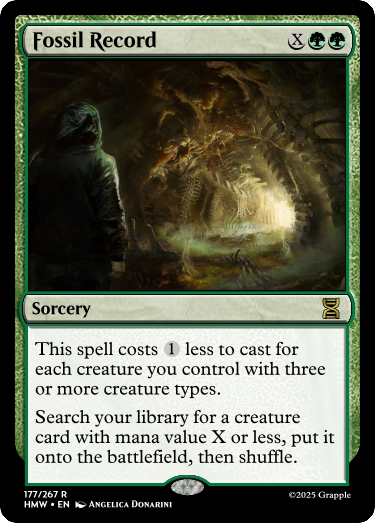 Fossil Record X
Sorcery
This spell costs 1 less to cast for
each creature you control with three
or more creature types.
Search your library for a creature
card with mana value X or less, put it
onto the battlefield, then shuffle.
177/267 R
HMW • EN Angelica Donarini
©2025 Grapple